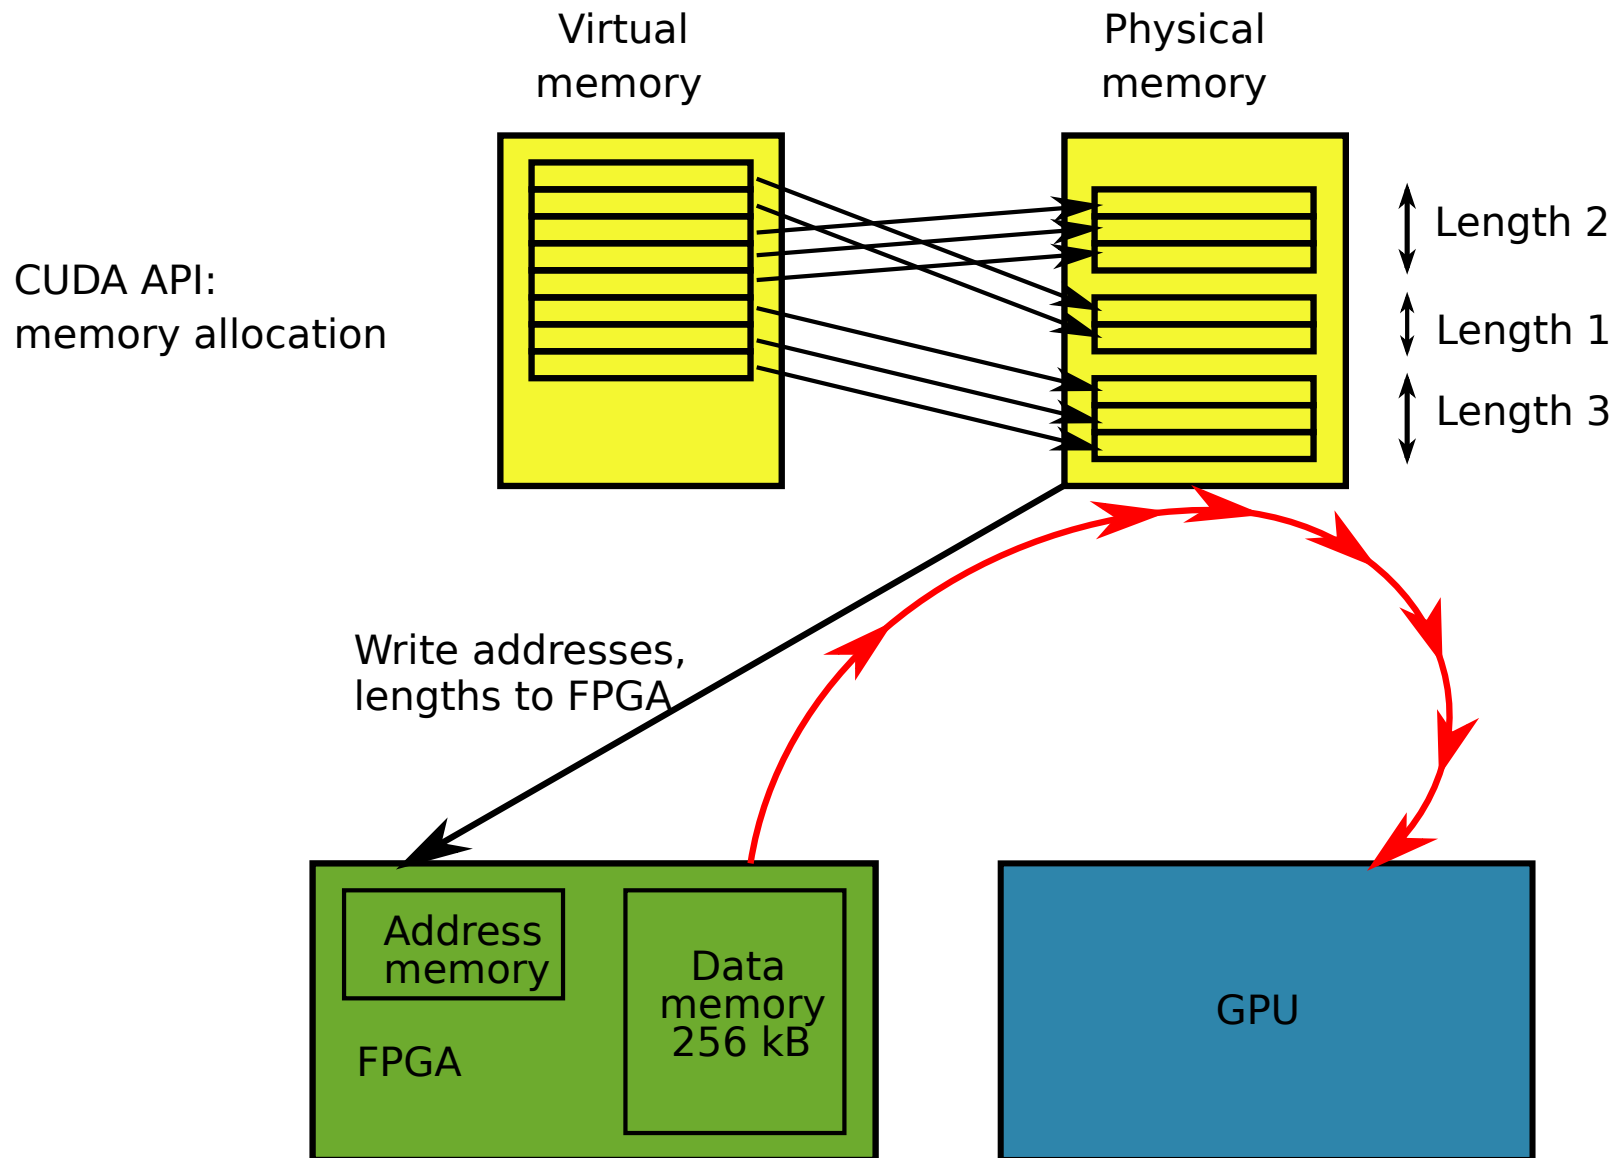 Virtual
memory
Physical
memory
CUDA API:
memory allocation
Length 2
Length 1
Length 3
Write addresses,
lengths to FPGA
Address
memory
FPGA
Data
memory
256 kB
GPU